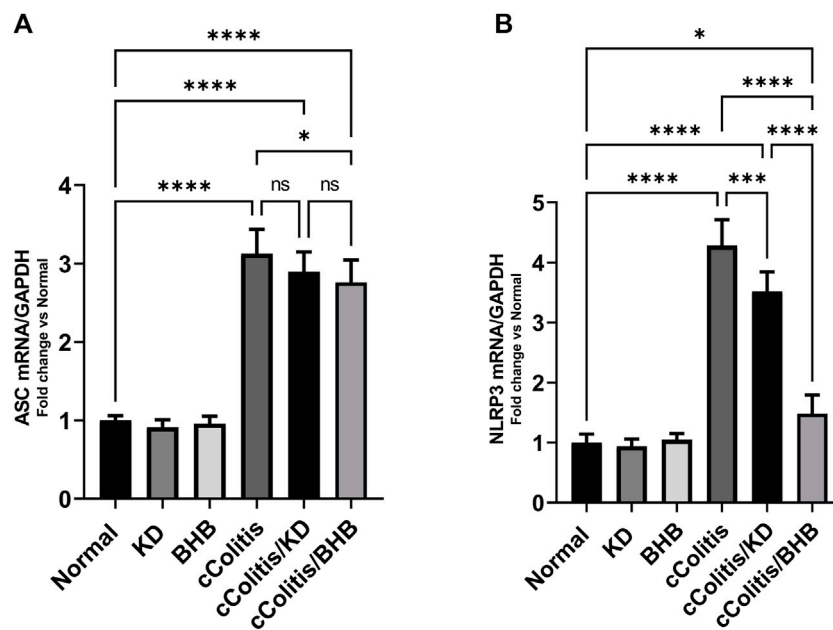 A
****
****
*
****
ns
ns
4
3
2
1
0
ASC mRNA/GAPDH
Fold change vs Normal
Normal
KD
BHB
cColitis
cColitis/KD
cColitis/BHB
B
*
****
****
****
****
***
5
4
3
2
1
0
NLRP3 mRNA/GAPDH
Fold change vs Normal
Normal
KD
BHB
cColitis
cColitis/KD
cColitis/BHB